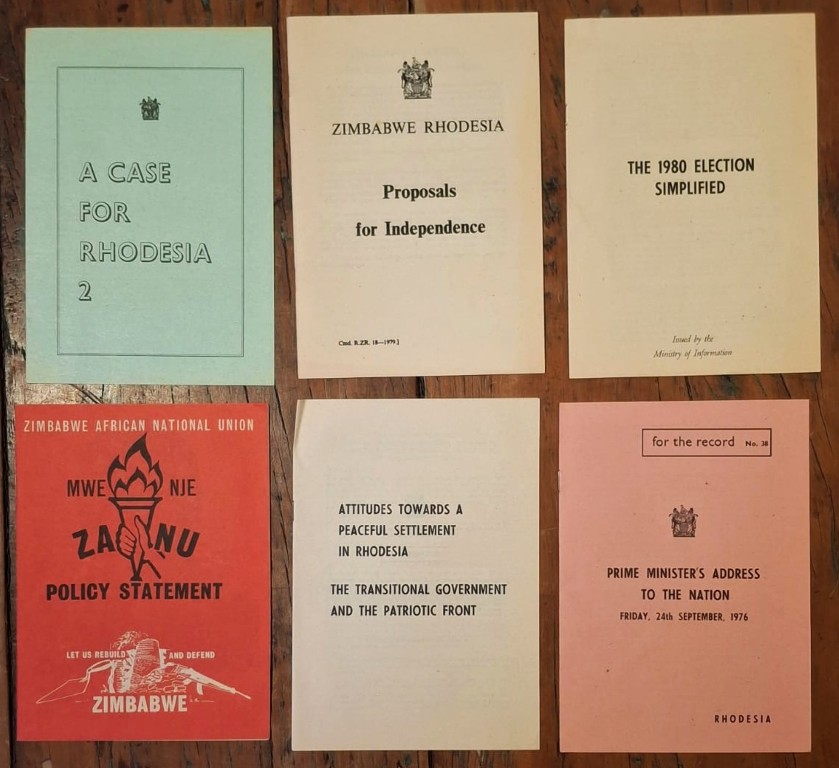 A CASE
FOR
RHODESIA
2
ZIMBABWE RHODESIA
Proposals
for Independence
Cmd. R.Z.R. 18—1979.]
THE 1980 ELECTION
SIMPLIFIED
Issued by the
Ministry of Information
ZIMBABWE AFRICAN NATIONAL UNION
MWE NJE
ZANU
POLICY STATEMENT
LET US REBUILD AND DEFEND
ZIMBABWE
ATTITUDES TOWARDS A
PEACEFUL SETTLEMENT
IN RHODESIA
THE TRANSITIONAL GOVERNMENT
AND THE PATRIOTIC FRONT
for the record No. 38
PRIME MINISTER'S ADDRESS
TO THE NATION
FRIDAY, 24th SEPTEMBER, 1976
RHODESIA